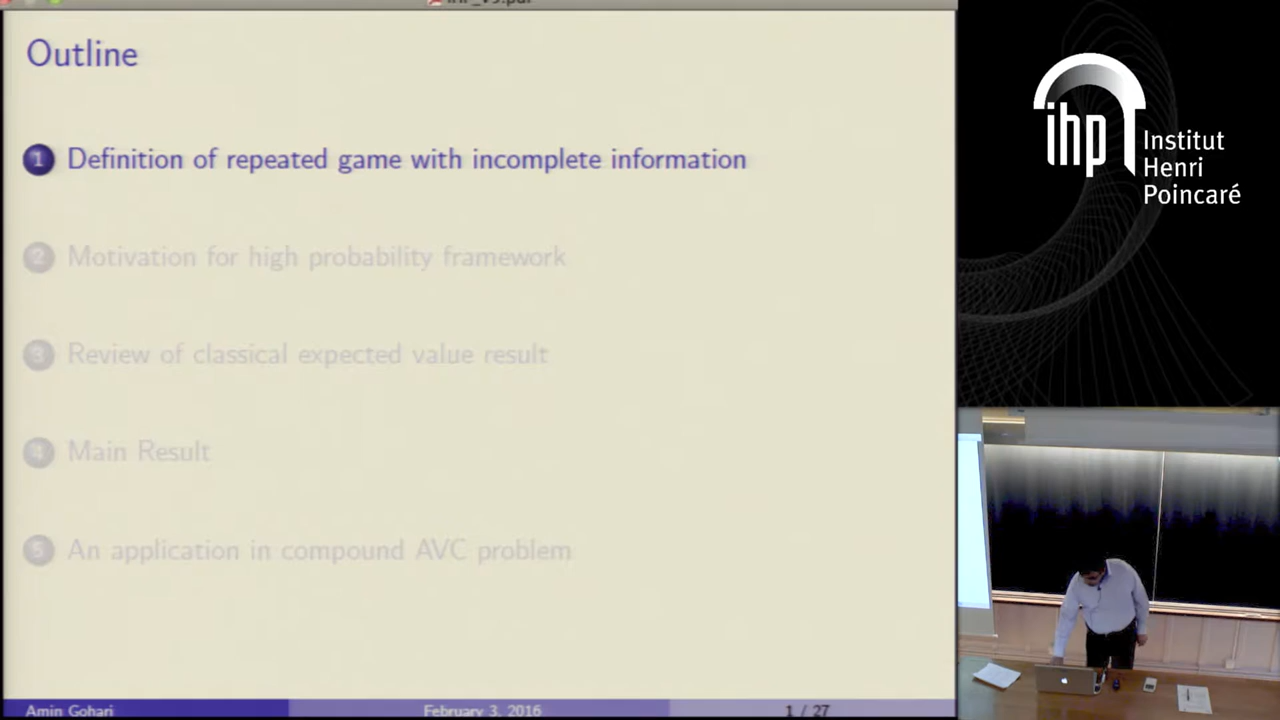 Outline
1 Definition of repeated game with incomplete information
2 Motivation for high probability framework
3 Review of classical expected value result
4 Main Result
5 An application in compound AVC problem
Amin Gohari
February 3, 2016
1 / 27
ihp
Institut
Henri
Poincaré